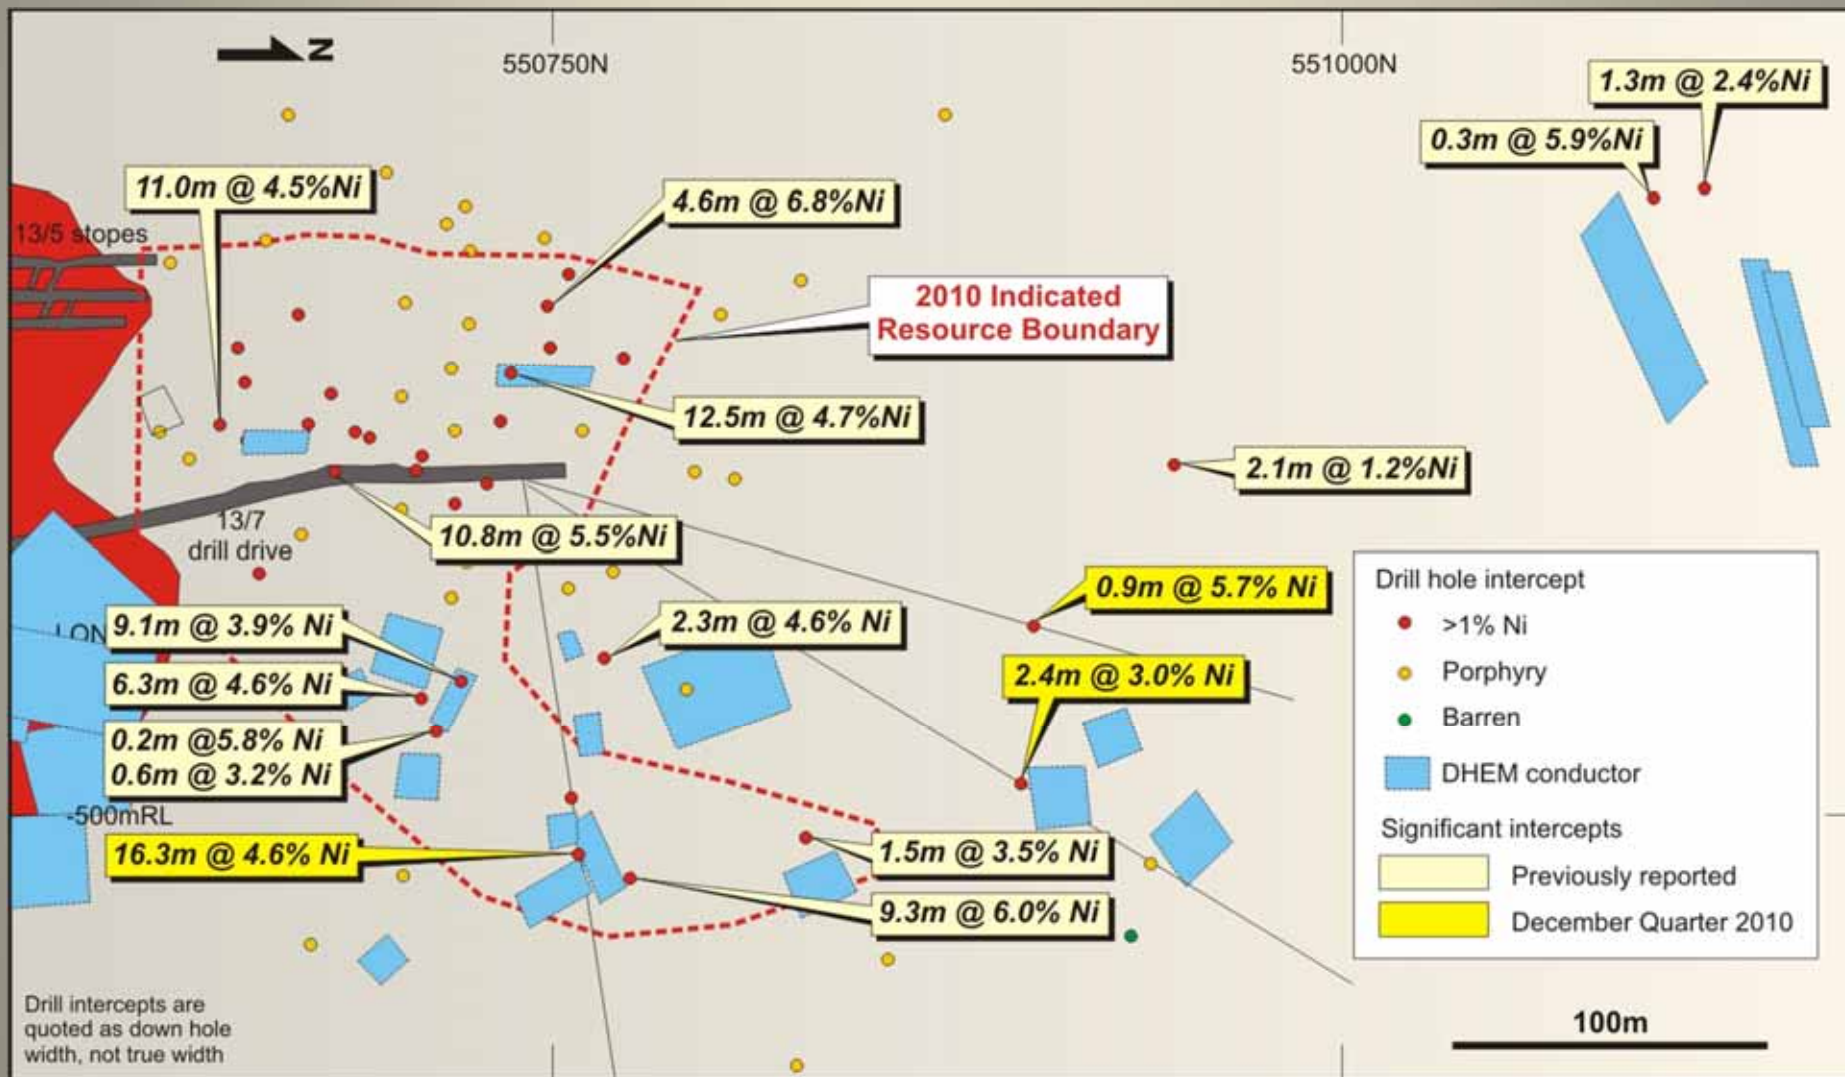 N
550750N
551000N
1.3m @ 2.4%Ni
0.3m @ 5.9%Ni
11.0m @ 4.5%Ni
4.6m @ 6.8%Ni
13/5 stopes
2010 Indicated
Resource Boundary
12.5m @ 4.7%Ni
2.1m @ 1.2%Ni
13/7
drill drive
10.8m @ 5.5%Ni
0.9m @ 5.7% Ni
9.1m @ 3.9% Ni
LON
2.3m @ 4.6% Ni
6.3m @ 4.6% Ni
2.4m @ 3.0% Ni
0.2m @5.8% Ni
0.6m @ 3.2% Ni
-500mRL
16.3m @ 4.6% Ni
1.5m @ 3.5% Ni
9.3m @ 6.0% Ni
Drill hole intercept
>1% Ni
Porphyry
Barren
DHEM conductor
Significant intercepts
Previously reported
December Quarter 2010
Drill intercepts are
quoted as down hole
width, not true width
100m